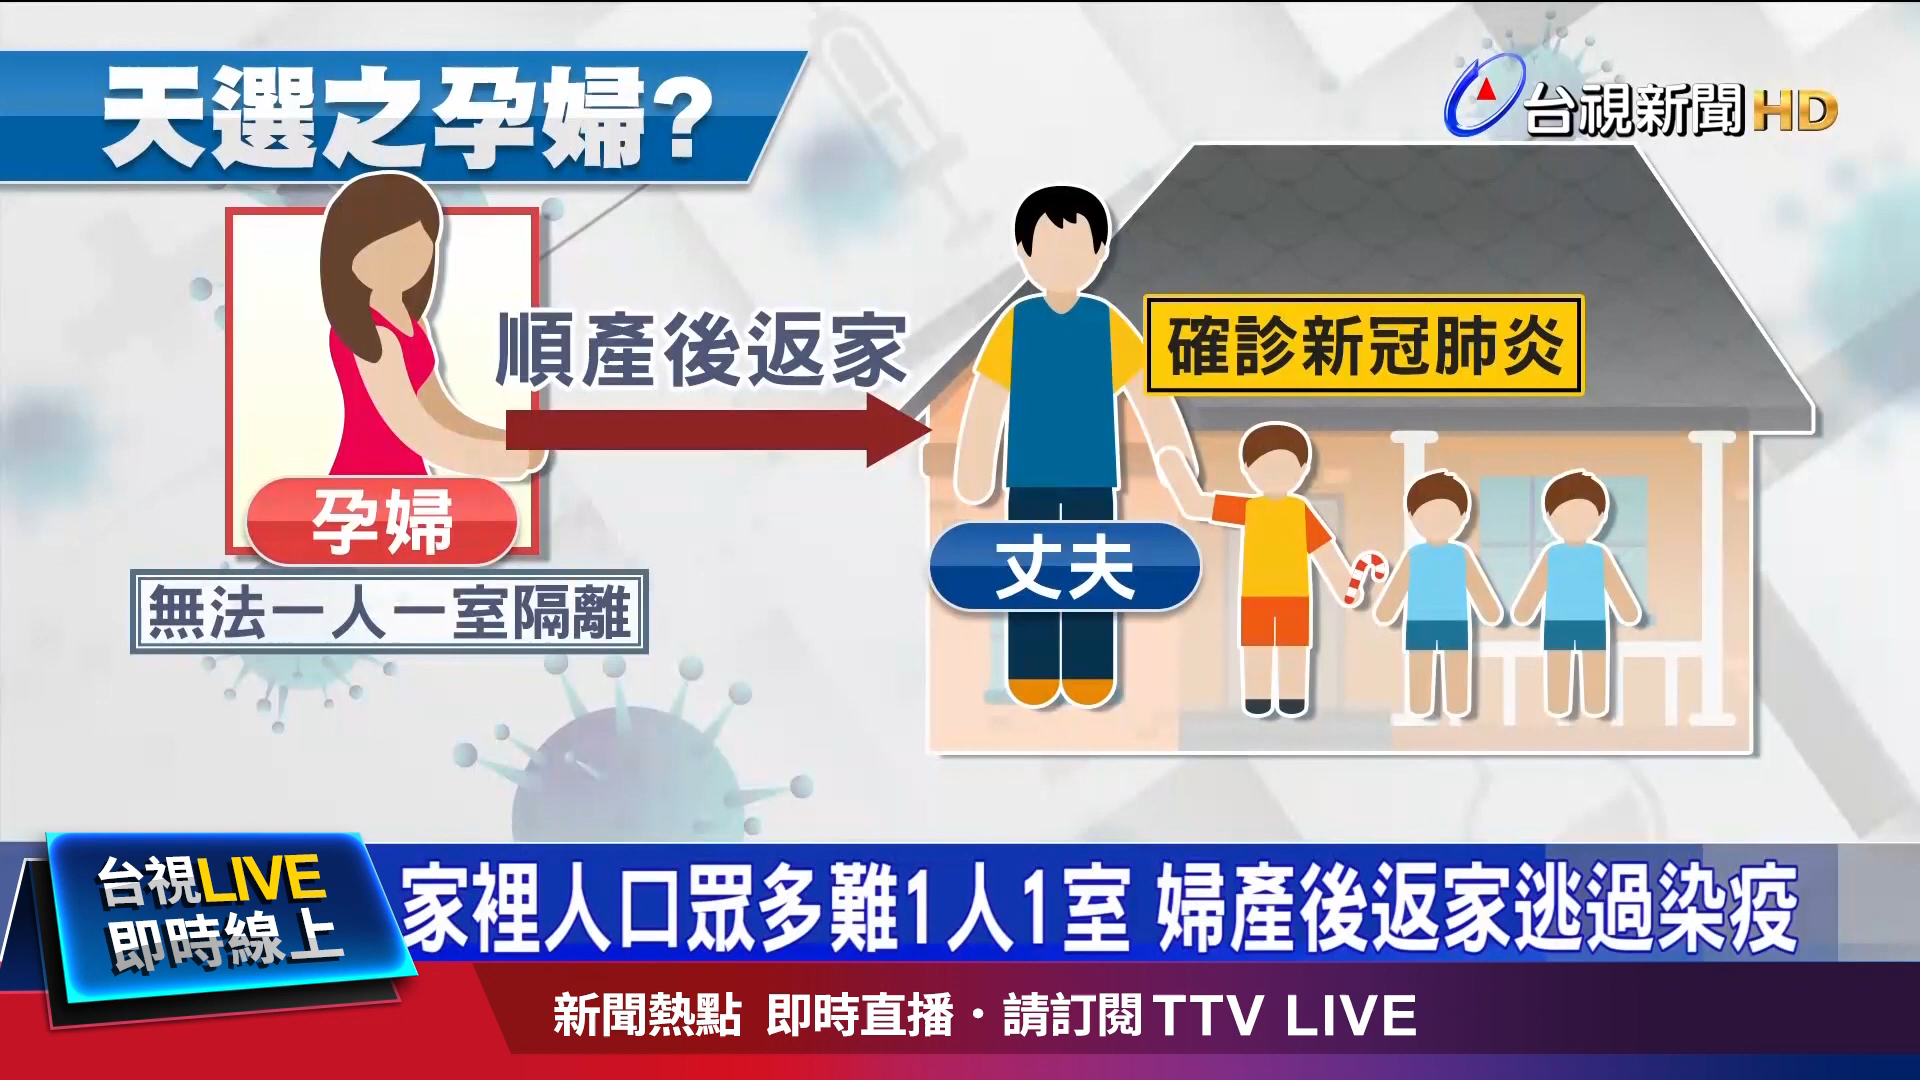 天選之孕婦?
台視新聞HD
順產後返家
確診新冠肺炎
孕婦
丈夫
無法一人一室隔離
台視LIVE
即時線上
家裡人口眾多難1人1室 婦產後返家逃過染疫
新聞熱點 即時直播・請訂閱TTV LIVE